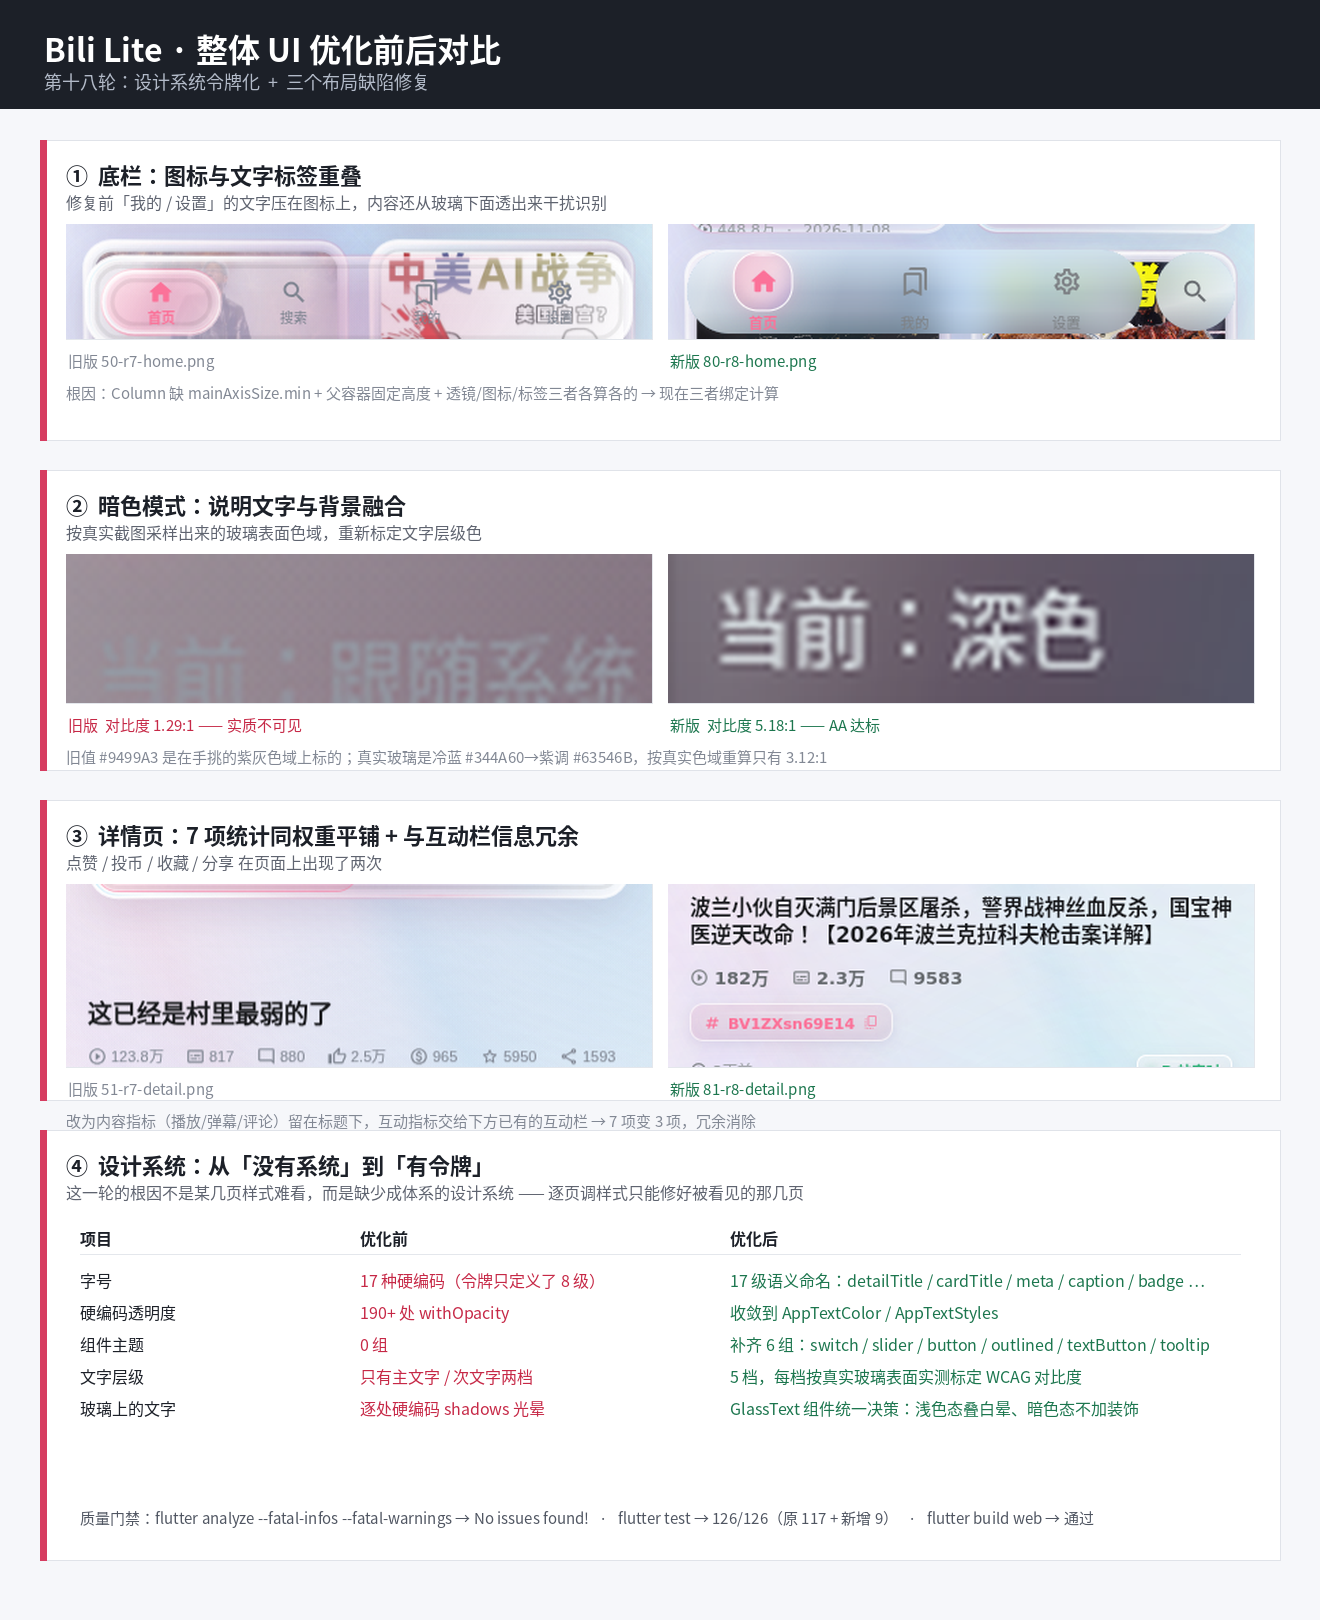 Bili Lite · 整体 UI 优化前后对比
第十八轮：设计系统令牌化 + 三个布局缺陷修复
① 底栏：图标与文字标签重叠
修复前「我的 / 设置」的文字压在图标上，内容还从玻璃下面透出来干扰识别
中美AI战争
美国自宫?
首页
搜索
我的
448.8万 · 2026-11-08
首页
我的
设置
旧版 50-r7-home.png
新版 80-r8-home.png
根因：Column 缺 mainAxisSize.min + 父容器固定高度 + 透镜/图标/标签三者各算各的 → 现在三者绑定计算
② 暗色模式：说明文字与背景融合
按真实截图采样出来的玻璃表面色域，重新标定文字层级色
当前：跟随系统
当前：深色
旧版 对比度 1.29:1 —— 实质不可见
新版 对比度 5.18:1 —— AA 达标
旧值 #9499A3 是在手挑的紫灰色域上标的；真实玻璃是冷蓝 #344A60→紫调 #63546B，按真实色域重算只有 3.12:1
③ 详情页：7 项统计同权重平铺 + 与互动栏信息冗余
点赞 / 投币 / 收藏 / 分享 在页面上出现了两次
这已经是村里最弱的了
123.8万 817 880 2.5万 965 5950 1593
波兰小伙自灭满门后景区屠杀，警界战神丝血反杀，国宝神
医逆天改命！【2026年波兰克拉科夫枪击案详解】
182万 2.3万 9583
# BV1ZXsn69E14
旧版 51-r7-detail.png
新版 81-r8-detail.png
改为内容指标（播放/弹幕/评论）留在标题下，互动指标交给下方已有的互动栏 → 7 项变 3 项，冗余消除
④ 设计系统：从「没有系统」到「有令牌」
这一轮的根因不是某几页样式难看，而是缺少成体系的设计系统 —— 逐页调样式只能修好被看见的那几页
项目 优化前 优化后
字号 17 种硬编码（令牌只定义了 8 级） 17 级语义命名：detailTitle / cardTitle / meta / caption / badge …
硬编码透明度 190+ 处 withOpacity 收敛到 AppTextColor / AppTextStyles
组件主题 0 组 补齐 6 组：switch / slider / button / outlined / textButton / tooltip
文字层级 只有主文字 / 次文字两档 5 档，每档按真实玻璃表面实测标定 WCAG 对比度
玻璃上的文字 逐处硬编码 shadows 光晕 GlassText 组件统一决策：浅色态叠白晕、暗色态不加装饰
质量门禁：flutter analyze --fatal-infos --fatal-warnings → No issues found! · flutter test → 126/126（原 117 + 新增 9） · flutter build web → 通过